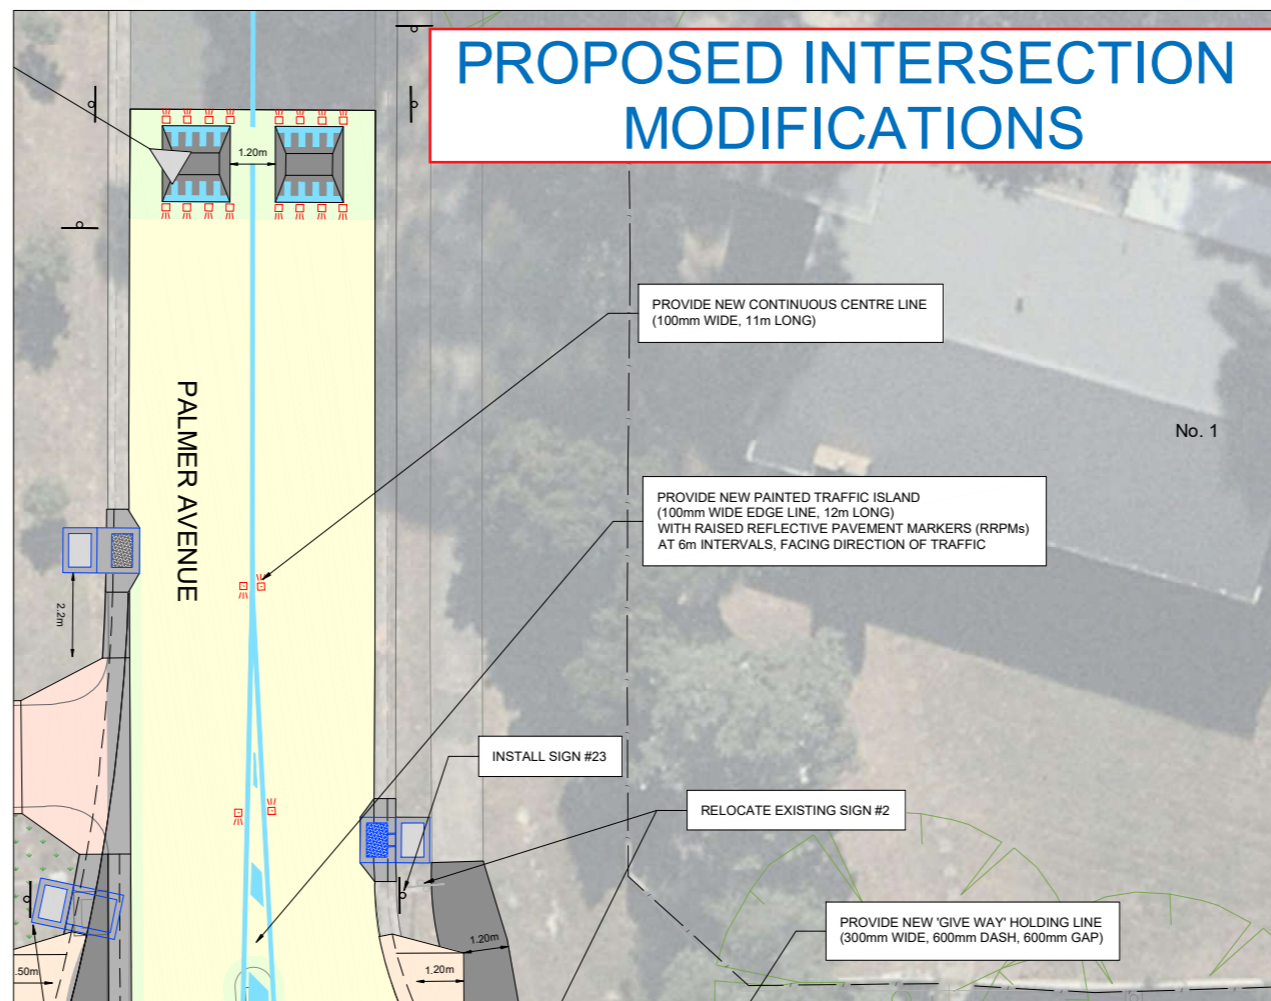 PROPOSED INTERSECTION
MODIFICATIONS
1.20m
PROVIDE NEW CONTINUOUS CENTRE LINE
(100mm WIDE, 11m LONG)
PALMER AVENUE
No. 1
PROVIDE NEW PAINTED TRAFFIC ISLAND
(100mm WIDE EDGE LINE, 12m LONG)
WITH RAISED REFLECTIVE PAVEMENT MARKERS (RRPMs)
AT 6m INTERVALS, FACING DIRECTION OF TRAFFIC
2.2m
INSTALL SIGN #23
RELOCATE EXISTING SIGN #2
PROVIDE NEW 'GIVE WAY' HOLDING LINE
(300mm WIDE, 600mm DASH, 600mm GAP)
1.20m
1.20m
.50m